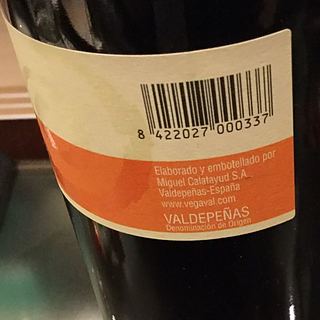 8 422027 000337
Elaborado y embotellado por
Miguel Calatayud S.A.
Valdepeñas-España
www.vegaval.com
VALDEPEÑAS
Denominación de Origen